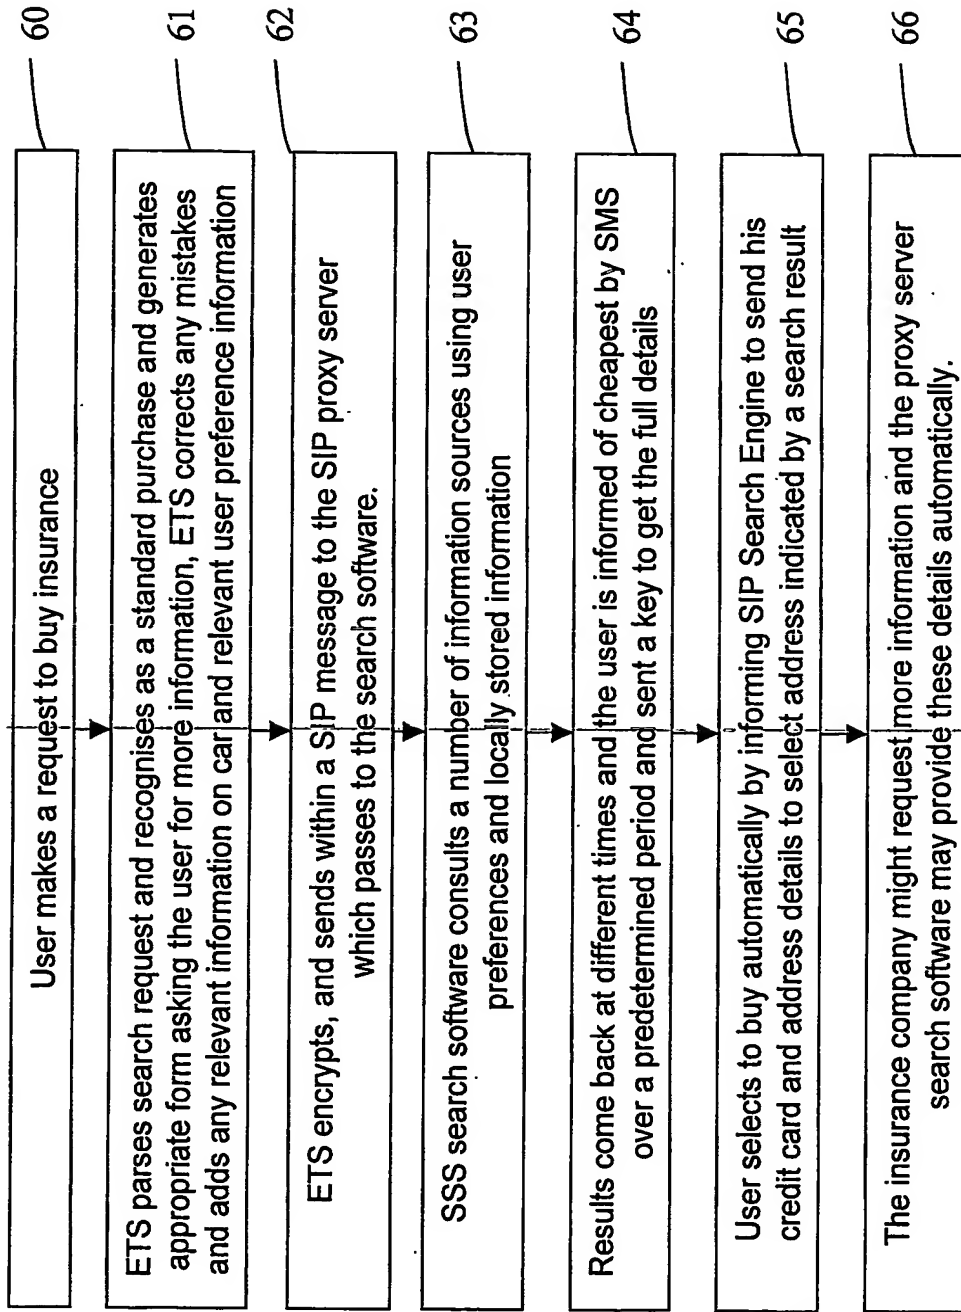 User makes a request to buy insurance
60
ETS parses search request and recognises as a standard purchase and generates
appropriate form asking the user for more information, ETS corrects any mistakes
and adds any relevant information on car and relevant user preference information
61
ETS encrypts, and sends within a SIP message to the SIP proxy server
which passes to the search software.
62
SSS search software consults a number of information sources using user
preferences and locally stored information
63
Results come back at different times and the user is informed of cheapest by SMS
over a predetermined period and sent a key to get the full details
64
User selects to buy automatically by informing SIP Search Engine to send his
credit card and address details to select address indicated by a search result
65
The insurance company might request more information and the proxy server
search software may provide these details automatically.
66